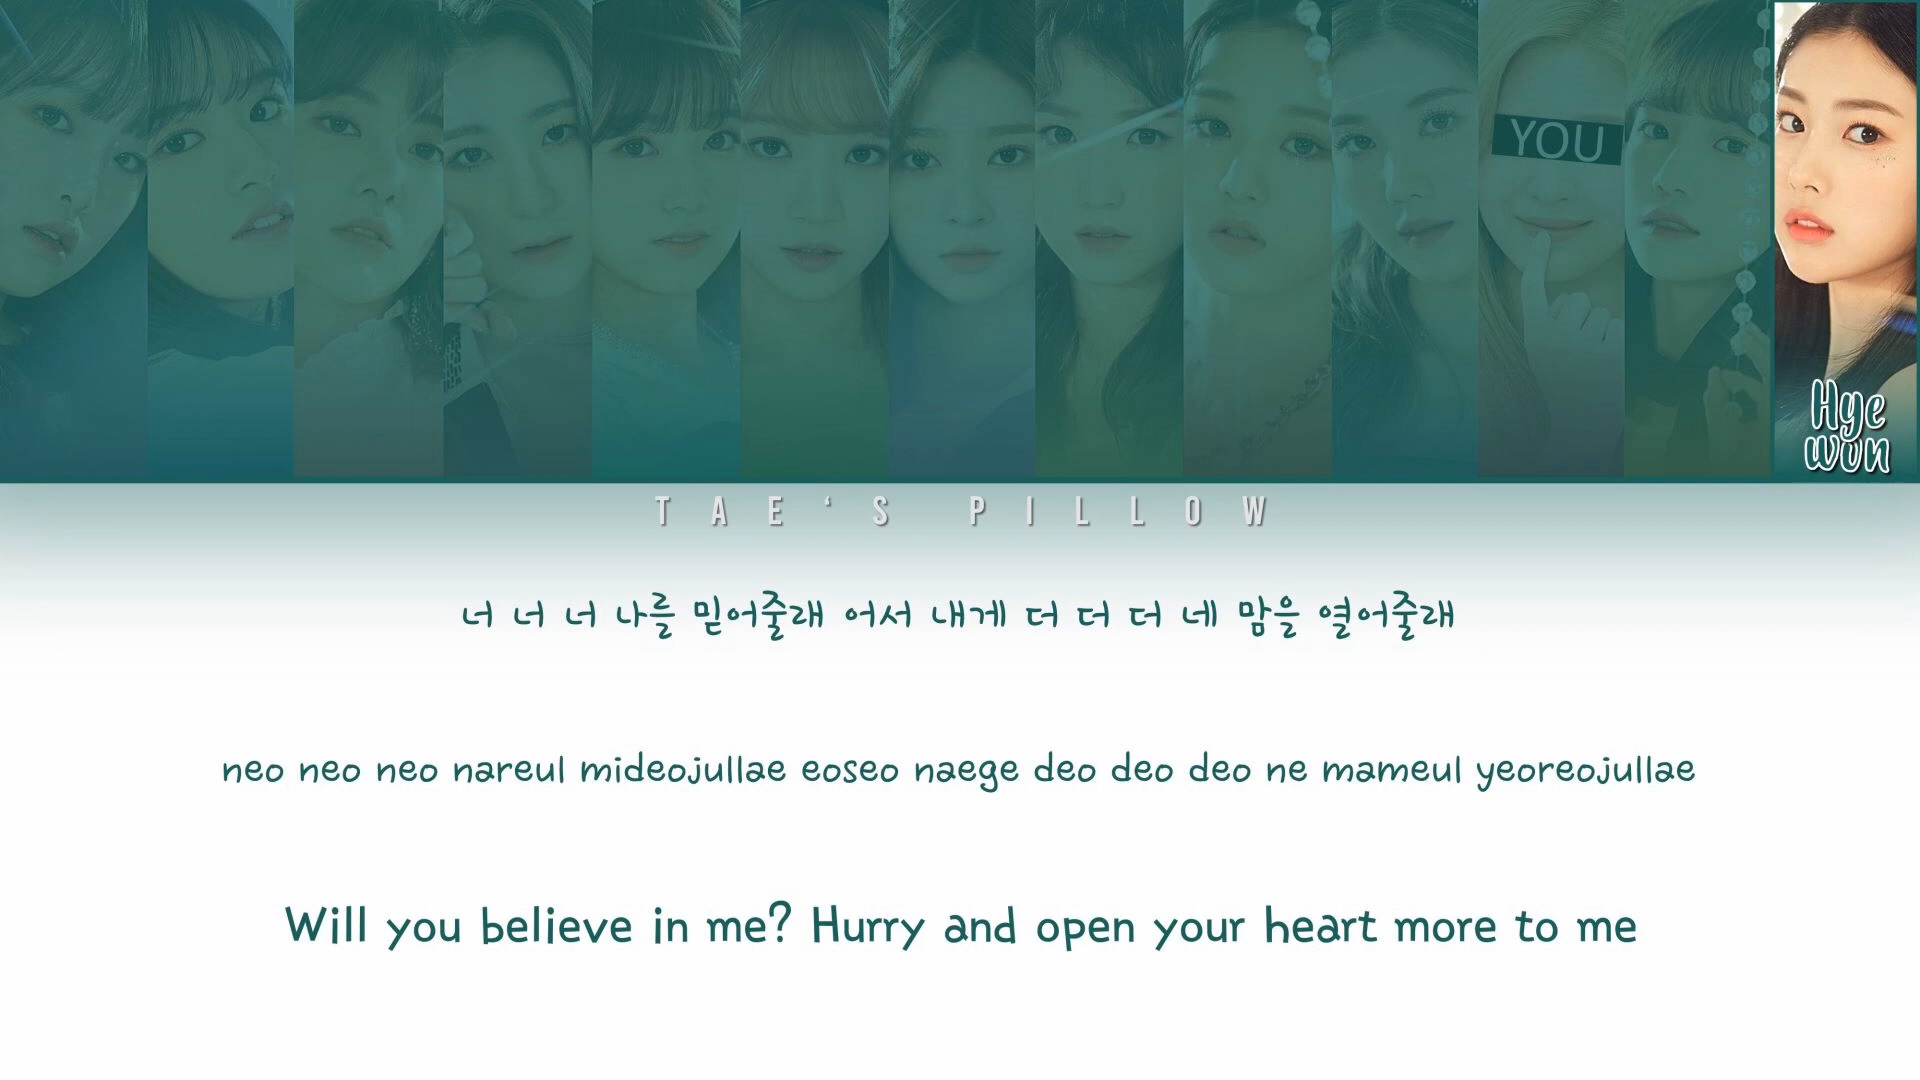 YOU
Hye
won
TAE‘S PILLOW
너 너 너 나를 믿어줄래 어서 내게 더 더 더 네 맘을 열어줄래
neo neo neo nareul mideojullae eoseo naege deo deo deo ne mameul yeoreojullae
Will you believe in me? Hurry and open your heart more to me